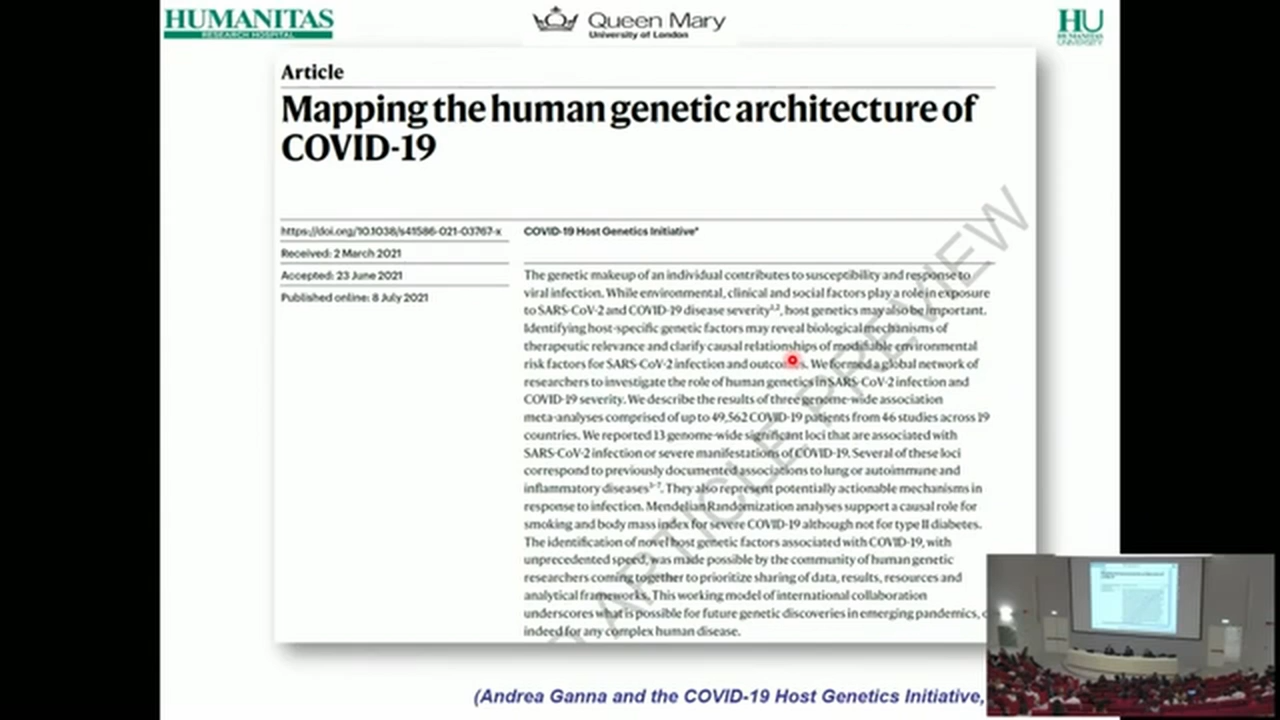 HUMANITAS
RESEARCH HOSPITAL
Queen Mary
University of London
HU
HUMANITAS
UNIVERSITY
Article
Mapping the human genetic architecture of
COVID-19
https://doi.org/10.1038/s41586-021-03767-x
Received: 2 March 2021
Accepted: 23 June 2021
Published online: 8 July 2021
COVID-19 Host Genetics Initiative*
The genetic makeup of an individual contributes to susceptibility and response to
viral infection. While environmental, clinical and social factors play a role in exposure
to SARS-CoV-2 and COVID-19 disease severity1,2, host genetics may also be important.
Identifying host-specific genetic factors may reveal biological mechanisms of
therapeutic relevance and clarify causal relationships of modifiable environmental
risk factors for SARS-CoV-2 infection and outcomes. We formed a global network of
researchers to investigate the role of human genetics in SARS-CoV-2 infection and
COVID-19 severity. We describe the results of three genome-wide association
meta-analyses comprised of up to 49,562 COVID-19 patients from 46 studies across 19
countries. We reported 13 genome-wide significant loci that are associated with
SARS-CoV-2 infection or severe manifestations of COVID-19. Several of these loci
correspond to previously documented associations to lung or autoimmune and
inflammatory diseases3–7. They also represent potentially actionable mechanisms in
response to infection. Mendelian Randomization analyses support a causal role for
smoking and body mass index for severe COVID-19 although not for type II diabetes.
The identification of novel host genetic factors associated with COVID-19, with
unprecedented speed, was made possible by the community of human genetic
researchers coming together to prioritize sharing of data, results, resources and
analytical frameworks. This working model of international collaboration
underscores what is possible for future genetic discoveries in emerging pandemics,
indeed for any complex human disease.
ARTICLE PREVIEW
(Andrea Ganna and the COVID-19 Host Genetics Initiative,